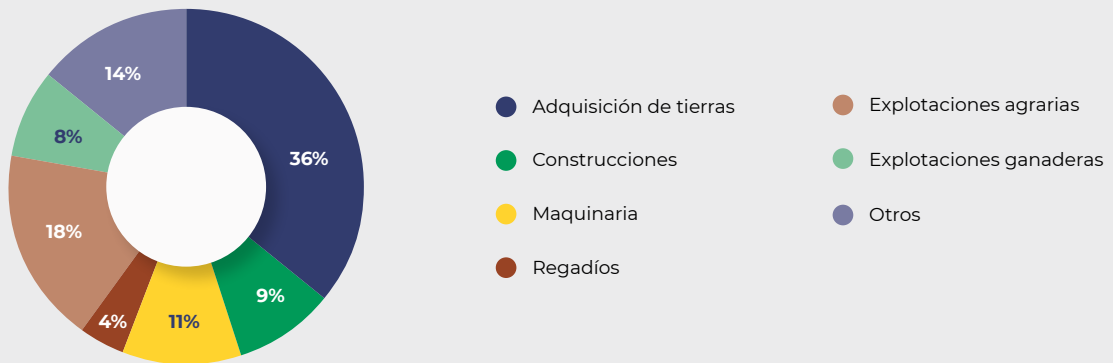 14%
36%
8%
18%
4%
11%
9%
Adquisición de tierras
Construcciones
Maquinaria
Regadíos
Explotaciones agrarias
Explotaciones ganaderas
Otros